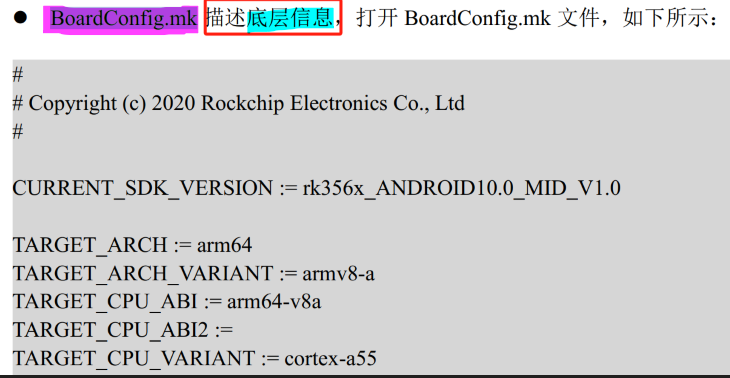 ● BoardConfig.mk 描述底层信息，打开 BoardConfig.mk 文件，如下所示：
#
# Copyright (c) 2020 Rockchip Electronics Co., Ltd
#
CURRENT_SDK_VERSION := rk356x_ANDROID10.0_MID_V1.0
TARGET_ARCH := arm64
TARGET_ARCH_VARIANT := armv8-a
TARGET_CPU_ABI := arm64-v8a
TARGET_CPU_ABI2 :=
TARGET_CPU_VARIANT := cortex-a55